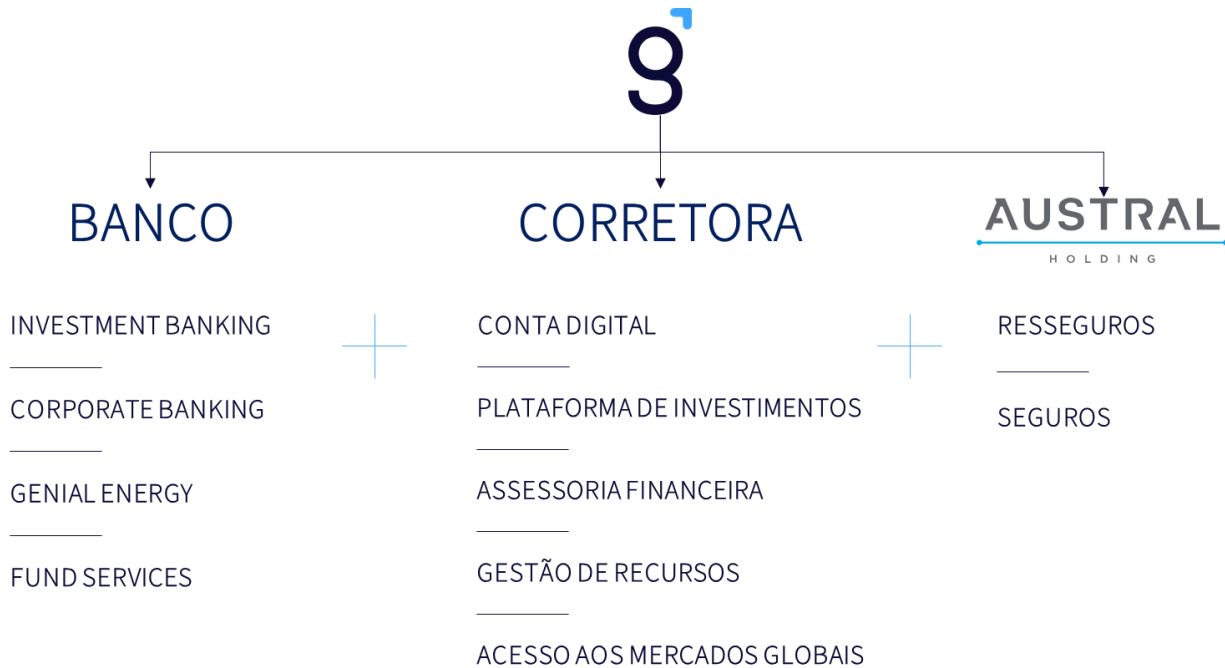 g
BANCO
INVESTMENT BANKING
CORPORATE BANKING
GENIAL ENERGY
FUND SERVICES
CORRETORA
CONTA DIGITAL
PLATAFORMA DE INVESTIMENTOS
ASSESSORIA FINANCEIRA
GESTÃO DE RECURSOS
ACESSO AOS MERCADOS GLOBAIS
AUSTRAL
HOLDING
RESSEGUROS
SEGUROS